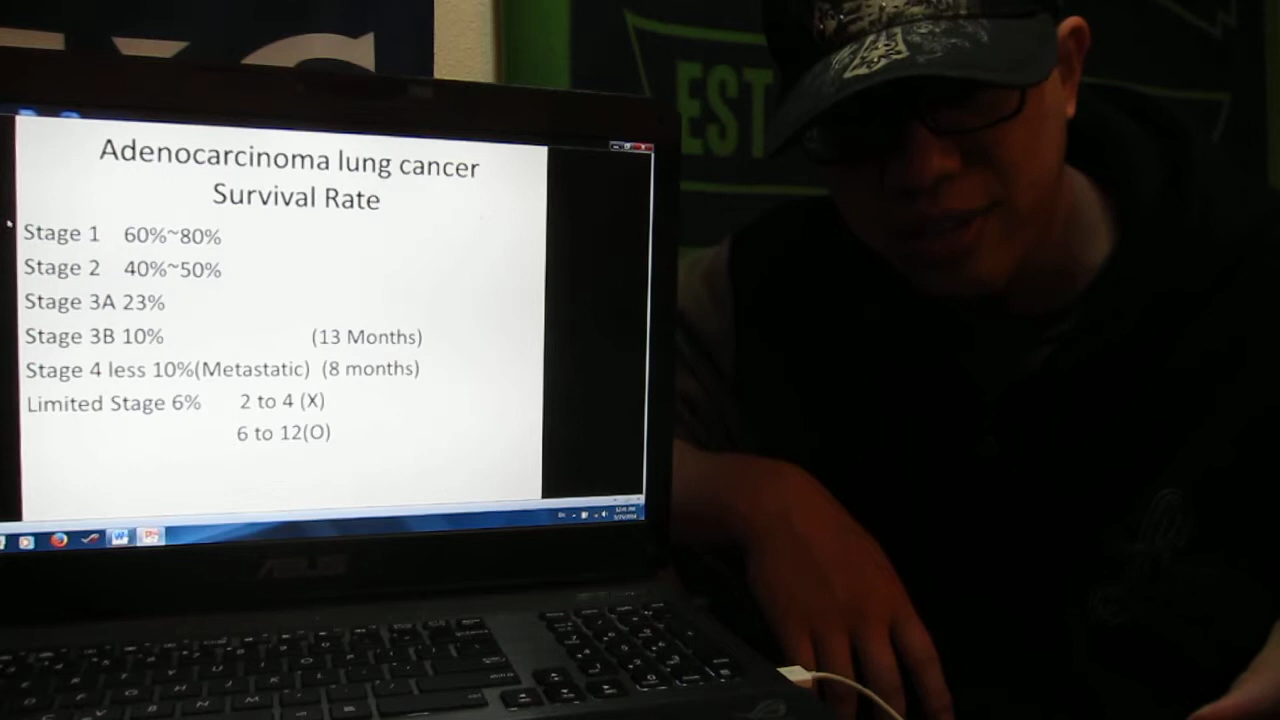 EST
Adenocarcinoma lung cancer
Survival Rate
Stage 1 60%~80%
Stage 2 40%~50%
Stage 3A 23%
Stage 3B 10% (13 Months)
Stage 4 less 10%(Metastatic) (8 months)
Limited Stage 6% 2 to 4 (X)
6 to 12(O)
ASUS